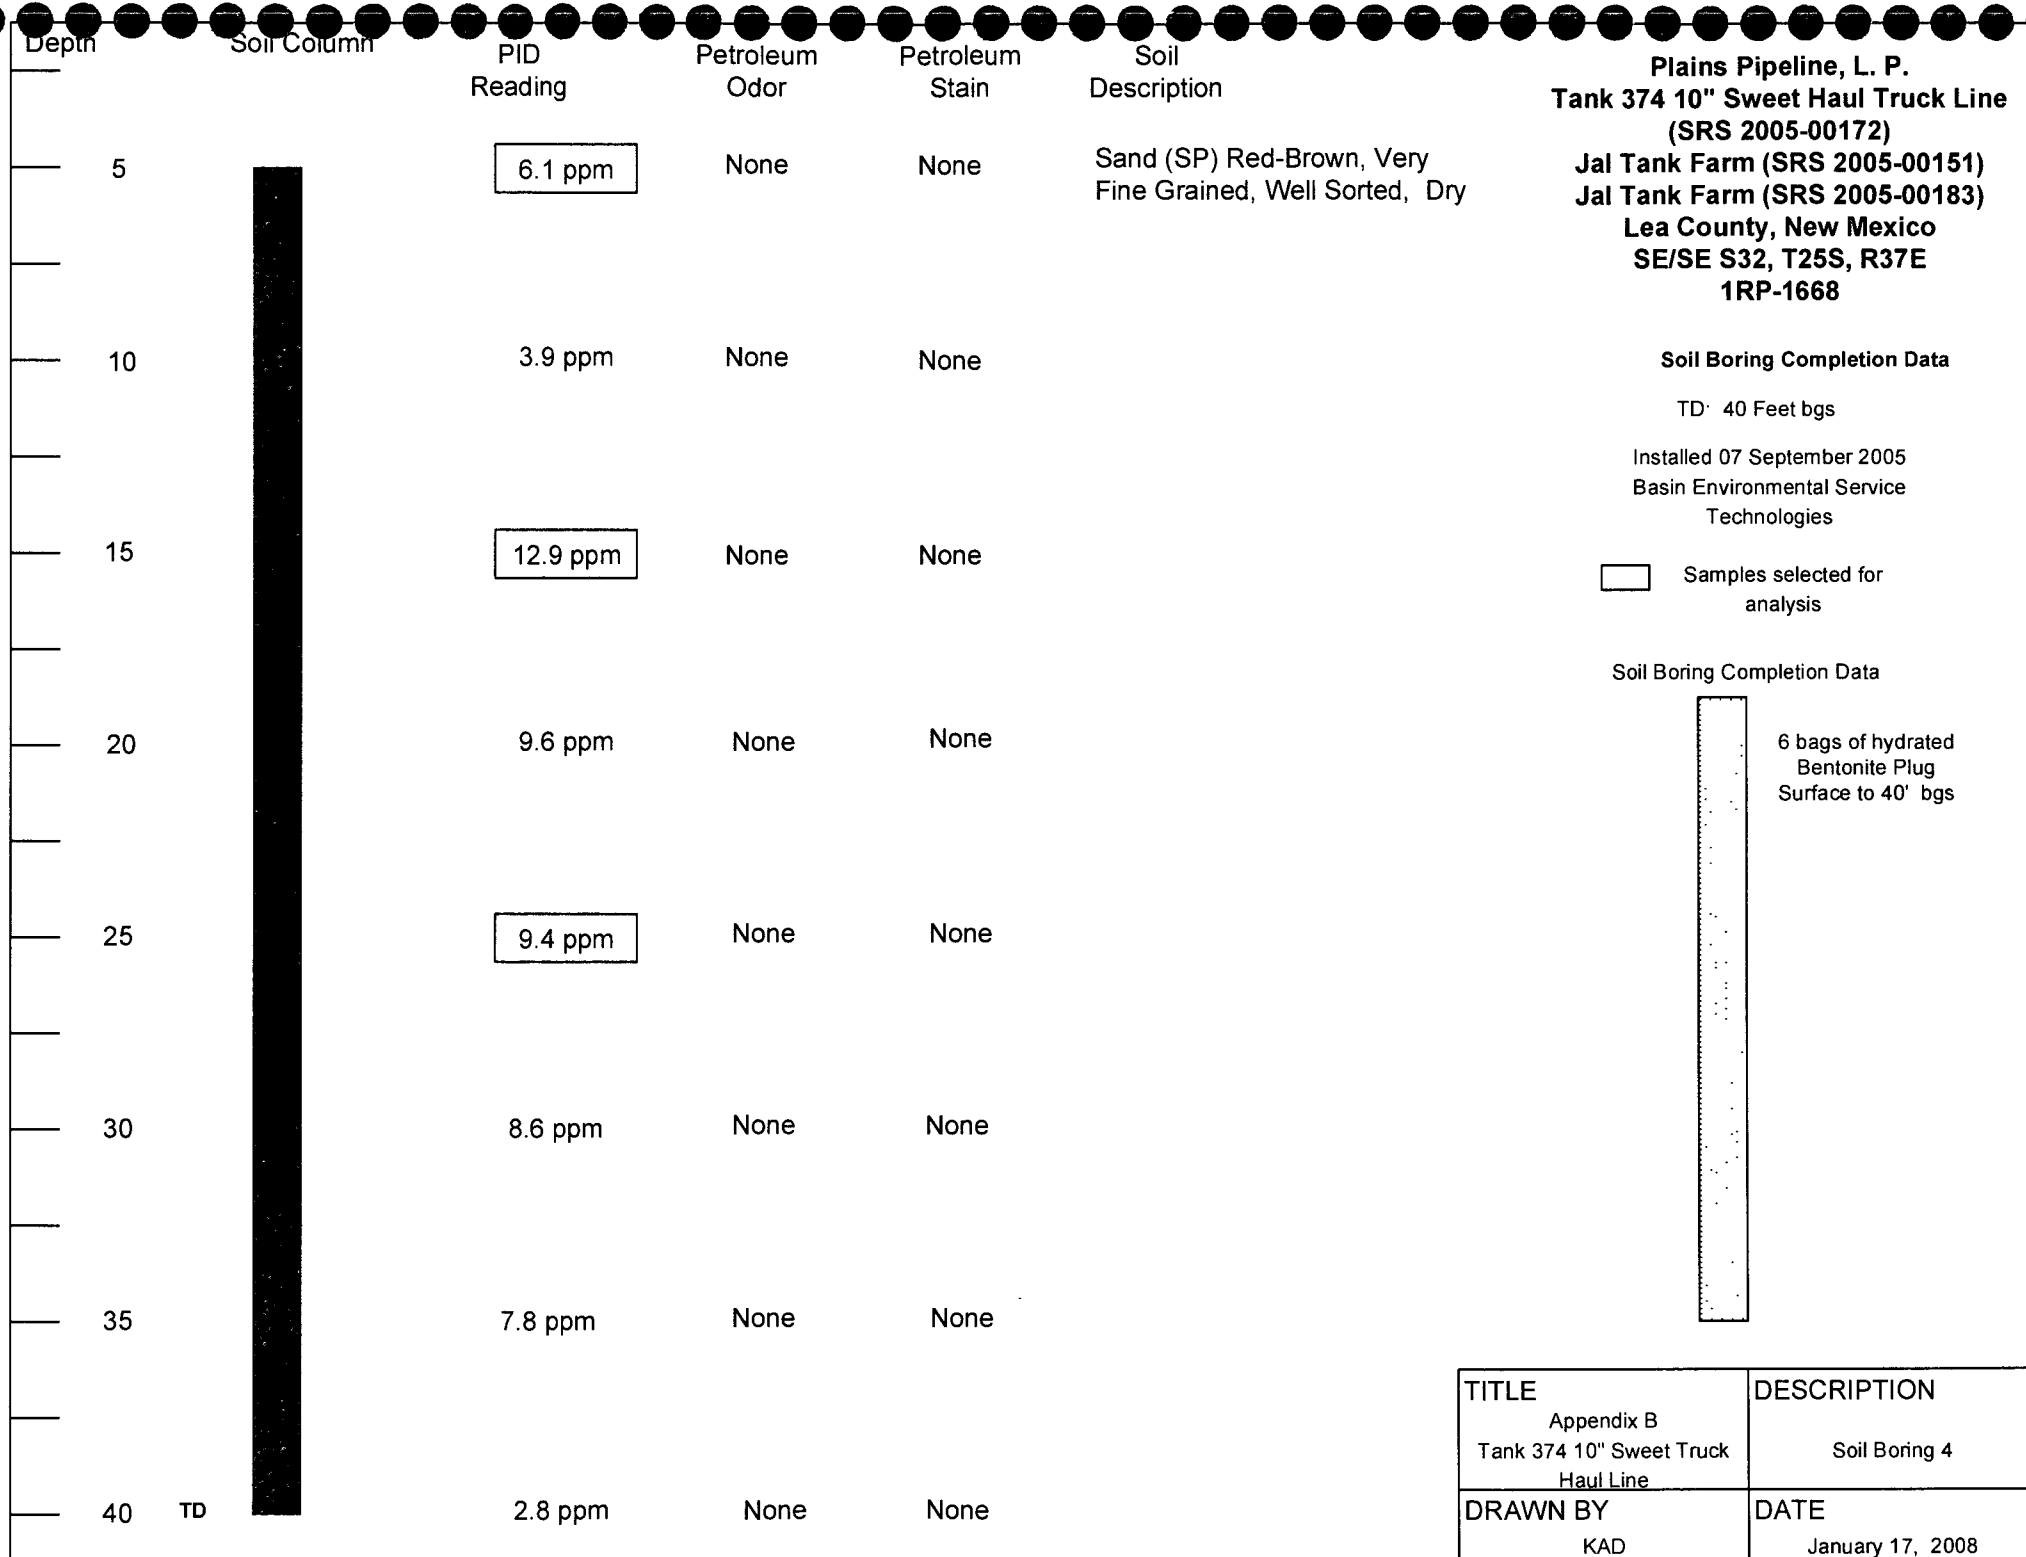 Depth Soil Column PID Reading Petroleum Odor Petroleum Stain Soil Description
5 6.1 ppm None None Sand (SP) Red-Brown, Very
Fine Grained, Well Sorted, Dry
10 3.9 ppm None None
15 12.9 ppm None None
20 9.6 ppm None None
25 9.4 ppm None None
30 8.6 ppm None None
35 7.8 ppm None None
40 TD 2.8 ppm None None
Plains Pipeline, L. P.
Tank 374 10" Sweet Haul Truck Line
(SRS 2005-00172)
Jal Tank Farm (SRS 2005-00151)
Jal Tank Farm (SRS 2005-00183)
Lea County, New Mexico
SE/SE S32, T25S, R37E
1RP-1668
Soil Boring Completion Data
TD: 40 Feet bgs
Installed 07 September 2005
Basin Environmental Service
Technologies
Samples selected for
analysis
Soil Boring Completion Data
6 bags of hydrated
Bentonite Plug
Surface to 40' bgs
TITLE
Appendix B
Tank 374 10" Sweet Truck
Haul Line
DESCRIPTION
Soil Boring 4
DRAWN BY
KAD
DATE
January 17, 2008